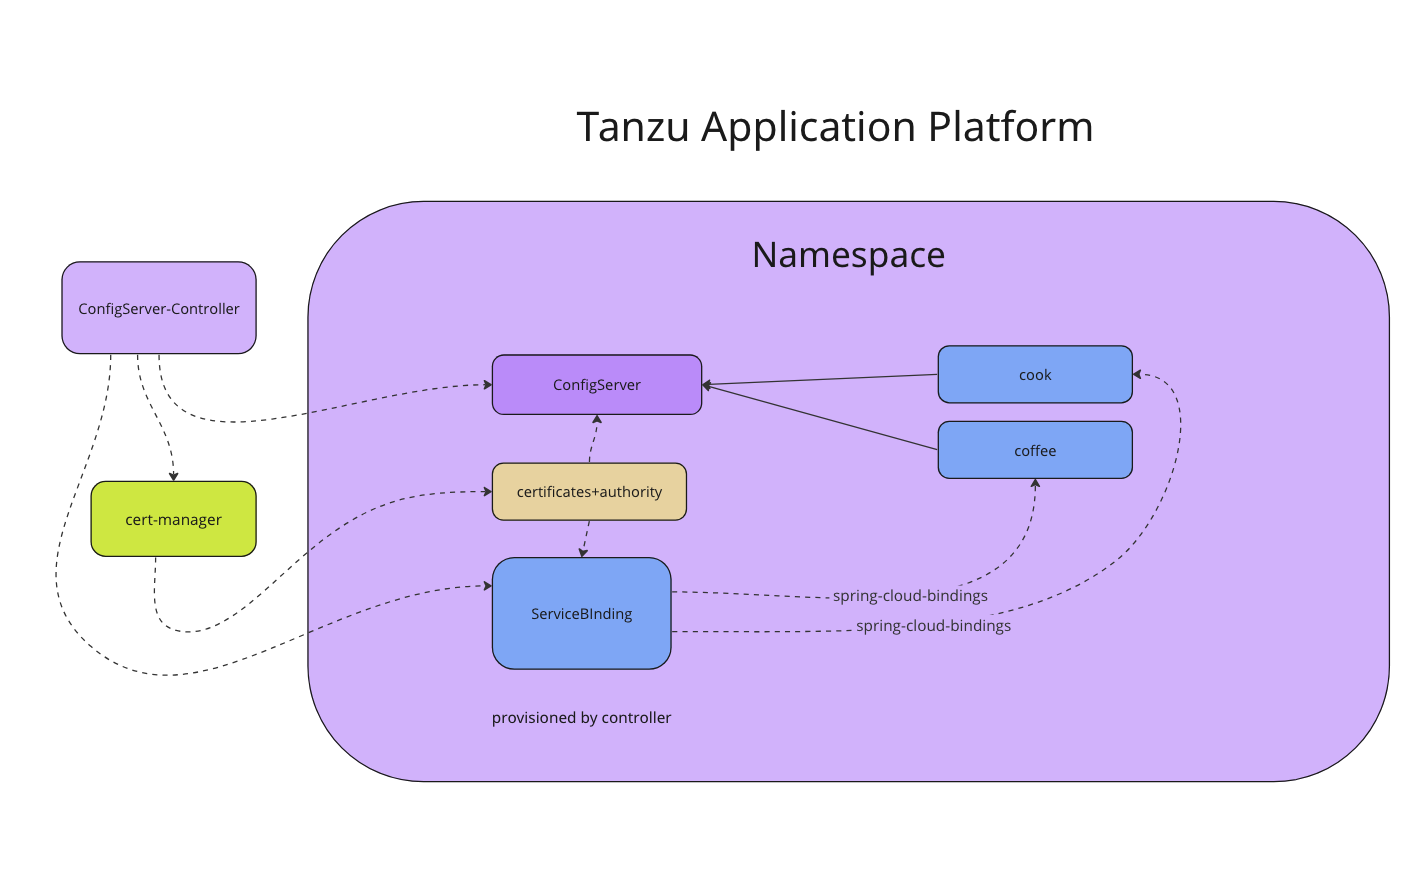 Tanzu Application Platform
Namespace
ConfigServer-Controller
ConfigServer
cook
coffee
certificates+authority
cert-manager
ServiceBInding
spring-cloud-bindings
spring-cloud-bindings
provisioned by controller